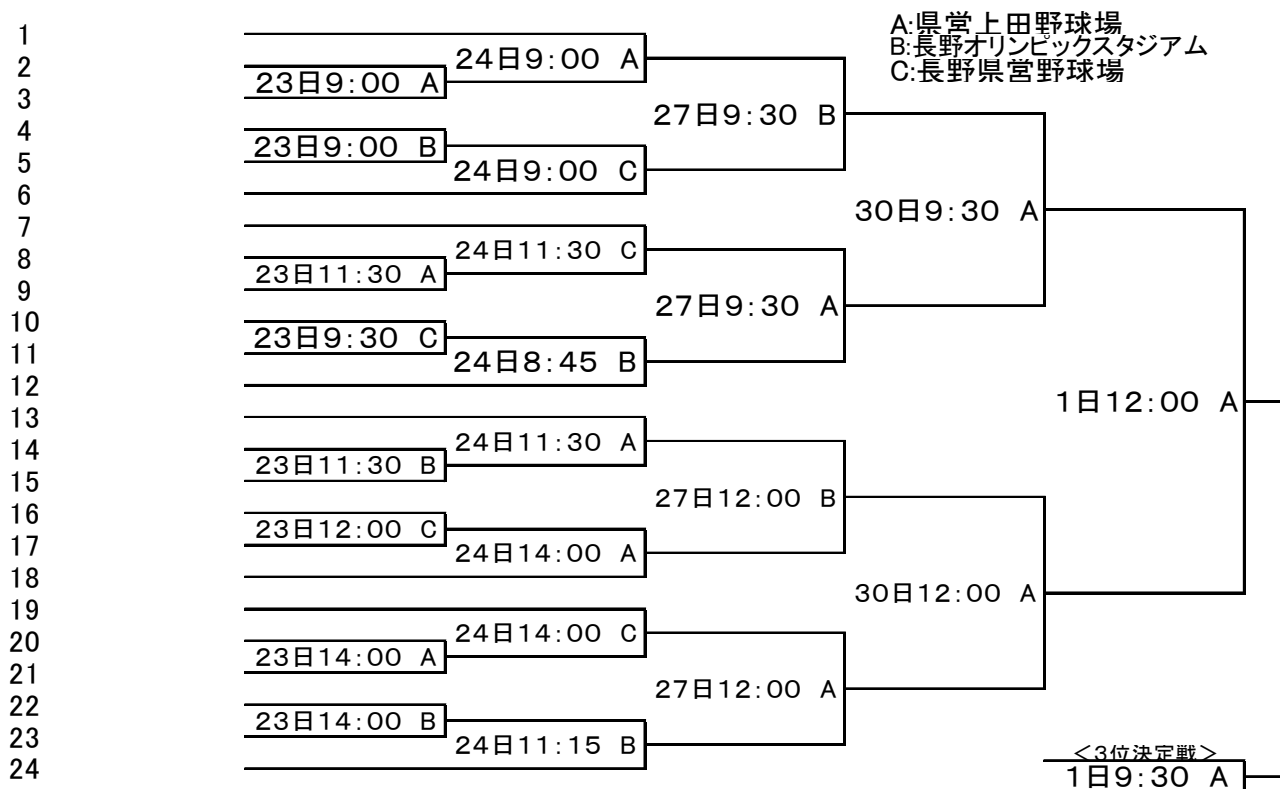 A:県営上田野球場
B:長野オリンピックスタジアム
C:長野県営野球場
1
2
3
4
5
6
7
8
9
10
11
12
13
14
15
16
17
18
19
20
21
22
23
24
23日9:00 A
23日9:00 B
23日11:30 A
23日9:30 C
23日11:30 B
23日12:00 C
23日14:00 A
23日14:00 B
24日9:00 A
24日9:00 C
24日11:30 C
24日8:45 B
24日11:30 A
24日14:00 A
24日14:00 C
24日11:15 B
27日9:30 B
27日9:30 A
27日12:00 B
27日12:00 A
30日9:30 A
30日12:00 A
1日12:00 A
<3位決定戦>
1日9:30 A